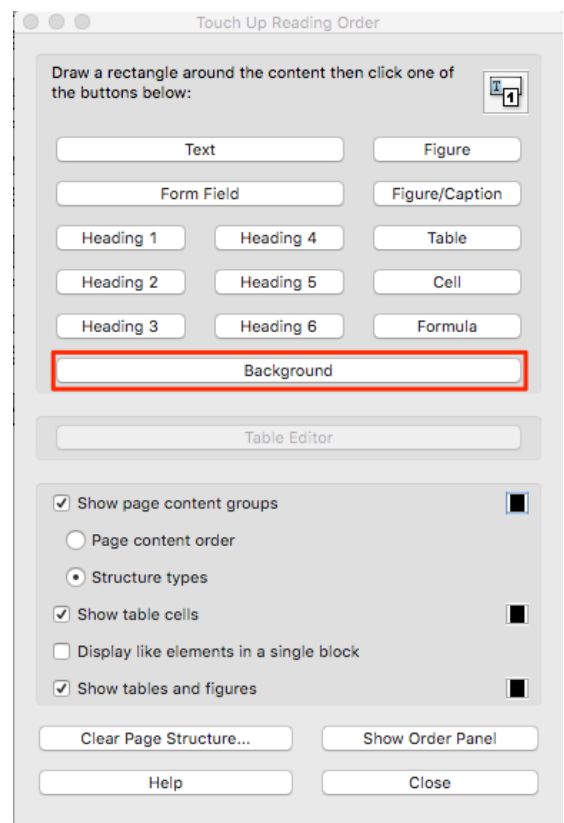 Touch Up Reading Order
Draw a rectangle around the content then click one of
the buttons below:
T
1
Text
Figure
Form Field
Figure/Caption
Heading 1
Heading 4
Table
Heading 2
Heading 5
Cell
Heading 3
Heading 6
Formula
Background
Table Editor
Show page content groups
Page content order
Structure types
Show table cells
Display like elements in a single block
Show tables and figures
Clear Page Structure...
Show Order Panel
Help
Close